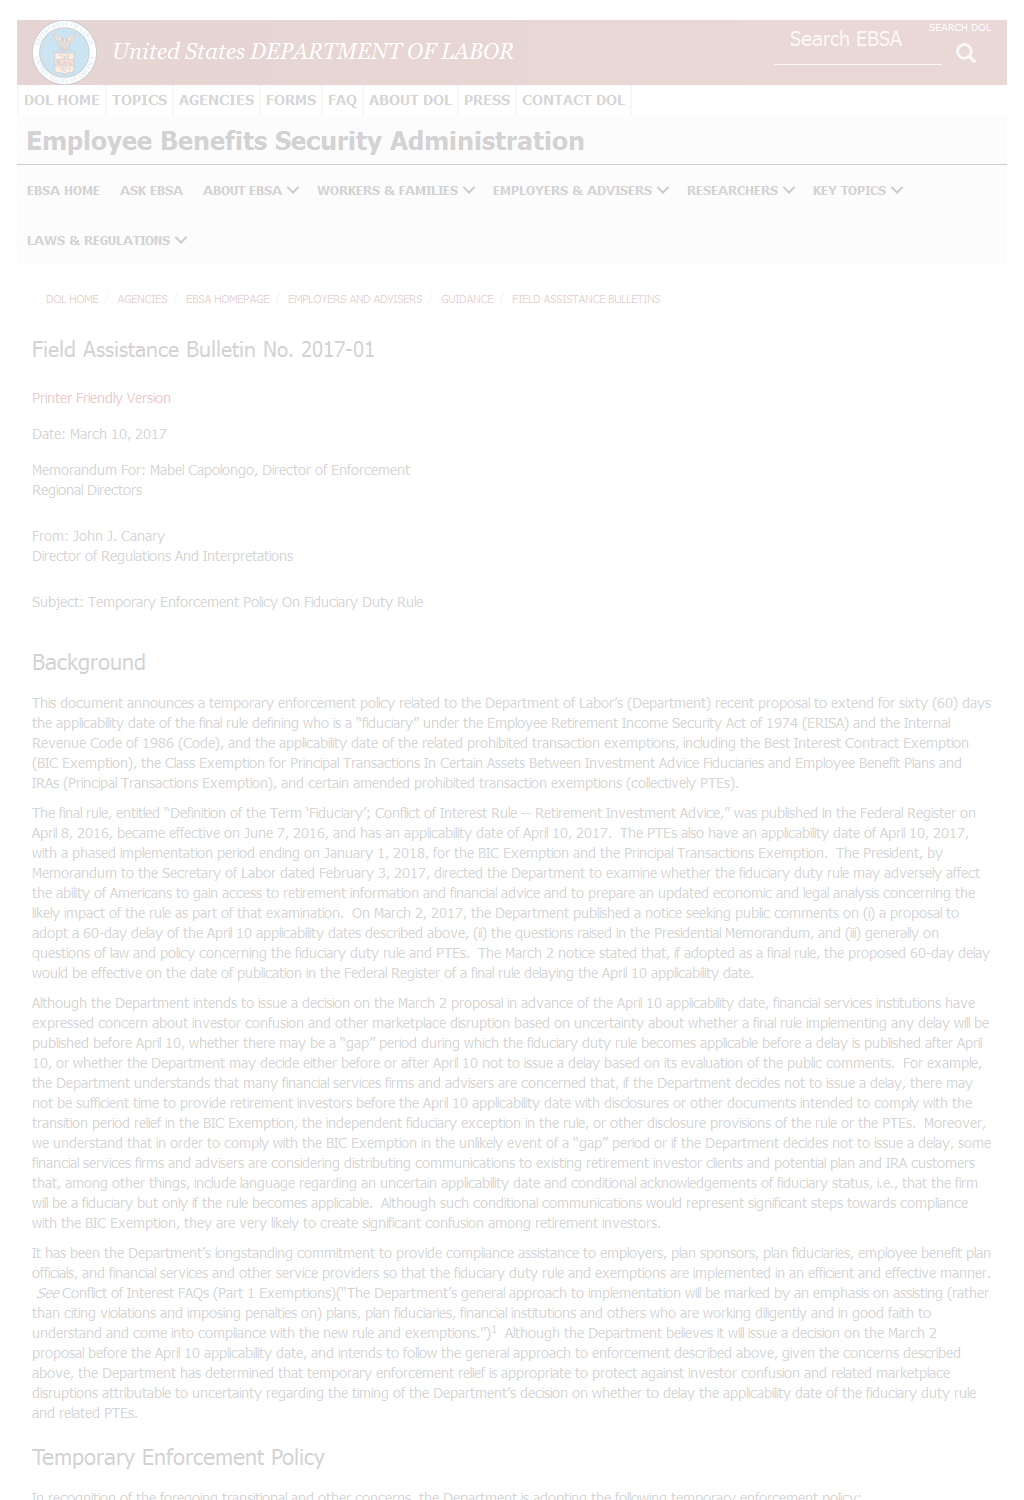 United States DEPARTMENT OF LABOR
SEARCH DOL
Search EBSA
DOL HOME TOPICS AGENCIES FORMS FAQ ABOUT DOL PRESS CONTACT DOL
Employee Benefits Security Administration
EBSA HOME ASK EBSA ABOUT EBSA WORKERS & FAMILIES EMPLOYERS & ADVISERS RESEARCHERS KEY TOPICS
LAWS & REGULATIONS
DOL HOME / AGENCIES / EBSA HOMEPAGE / EMPLOYERS AND ADVISERS / GUIDANCE / FIELD ASSISTANCE BULLETINS
Field Assistance Bulletin No. 2017-01
Printer Friendly Version
Date: March 10, 2017
Memorandum For: Mabel Capolongo, Director of Enforcement
Regional Directors
From: John J. Canary
Director of Regulations And Interpretations
Subject: Temporary Enforcement Policy On Fiduciary Duty Rule
Background
This document announces a temporary enforcement policy related to the Department of Labor’s (Department) recent proposal to extend for sixty (60) days
the applicability date of the final rule defining who is a “fiduciary” under the Employee Retirement Income Security Act of 1974 (ERISA) and the Internal
Revenue Code of 1986 (Code), and the applicability date of the related prohibited transaction exemptions, including the Best Interest Contract Exemption
(BIC Exemption), the Class Exemption for Principal Transactions In Certain Assets Between Investment Advice Fiduciaries and Employee Benefit Plans and
IRAs (Principal Transactions Exemption), and certain amended prohibited transaction exemptions (collectively PTEs).
The final rule, entitled “Definition of the Term ‘Fiduciary’; Conflict of Interest Rule -- Retirement Investment Advice,” was published in the Federal Register on
April 8, 2016, became effective on June 7, 2016, and has an applicability date of April 10, 2017.  The PTEs also have an applicability date of April 10, 2017,
with a phased implementation period ending on January 1, 2018, for the BIC Exemption and the Principal Transactions Exemption.  The President, by
Memorandum to the Secretary of Labor dated February 3, 2017, directed the Department to examine whether the fiduciary duty rule may adversely affect
the ability of Americans to gain access to retirement information and financial advice and to prepare an updated economic and legal analysis concerning the
likely impact of the rule as part of that examination.  On March 2, 2017, the Department published a notice seeking public comments on (i) a proposal to
adopt a 60-day delay of the April 10 applicability dates described above, (ii) the questions raised in the Presidential Memorandum, and (iii) generally on
questions of law and policy concerning the fiduciary duty rule and PTEs.  The March 2 notice stated that, if adopted as a final rule, the proposed 60-day delay
would be effective on the date of publication in the Federal Register of a final rule delaying the April 10 applicability date.
Although the Department intends to issue a decision on the March 2 proposal in advance of the April 10 applicability date, financial services institutions have
expressed concern about investor confusion and other marketplace disruption based on uncertainty about whether a final rule implementing any delay will be
published before April 10, whether there may be a “gap” period during which the fiduciary duty rule becomes applicable before a delay is published after April
10, or whether the Department may decide either before or after April 10 not to issue a delay based on its evaluation of the public comments.  For example,
the Department understands that many financial services firms and advisers are concerned that, if the Department decides not to issue a delay, there may
not be sufficient time to provide retirement investors before the April 10 applicability date with disclosures or other documents intended to comply with the
transition period relief in the BIC Exemption, the independent fiduciary exception in the rule, or other disclosure provisions of the rule or the PTEs.  Moreover,
we understand that in order to comply with the BIC Exemption in the unlikely event of a “gap” period or if the Department decides not to issue a delay, some
financial services firms and advisers are considering distributing communications to existing retirement investor clients and potential plan and IRA customers
that, among other things, include language regarding an uncertain applicability date and conditional acknowledgements of fiduciary status, i.e., that the firm
will be a fiduciary but only if the rule becomes applicable.  Although such conditional communications would represent significant steps towards compliance
with the BIC Exemption, they are very likely to create significant confusion among retirement investors.
It has been the Department’s longstanding commitment to provide compliance assistance to employers, plan sponsors, plan fiduciaries, employee benefit plan
officials, and financial services and other service providers so that the fiduciary duty rule and exemptions are implemented in an efficient and effective manner.
See Conflict of Interest FAQs (Part 1 Exemptions)(“The Department’s general approach to implementation will be marked by an emphasis on assisting (rather
than citing violations and imposing penalties on) plans, plan fiduciaries, financial institutions and others who are working diligently and in good faith to
understand and come into compliance with the new rule and exemptions.”)1  Although the Department believes it will issue a decision on the March 2
proposal before the April 10 applicability date, and intends to follow the general approach to enforcement described above, given the concerns described
above, the Department has determined that temporary enforcement relief is appropriate to protect against investor confusion and related marketplace
disruptions attributable to uncertainty regarding the timing of the Department’s decision on whether to delay the applicability date of the fiduciary duty rule
and related PTEs.
Temporary Enforcement Policy
In recognition of the foregoing transitional and other concerns, the Department is adopting the following temporary enforcement policy: